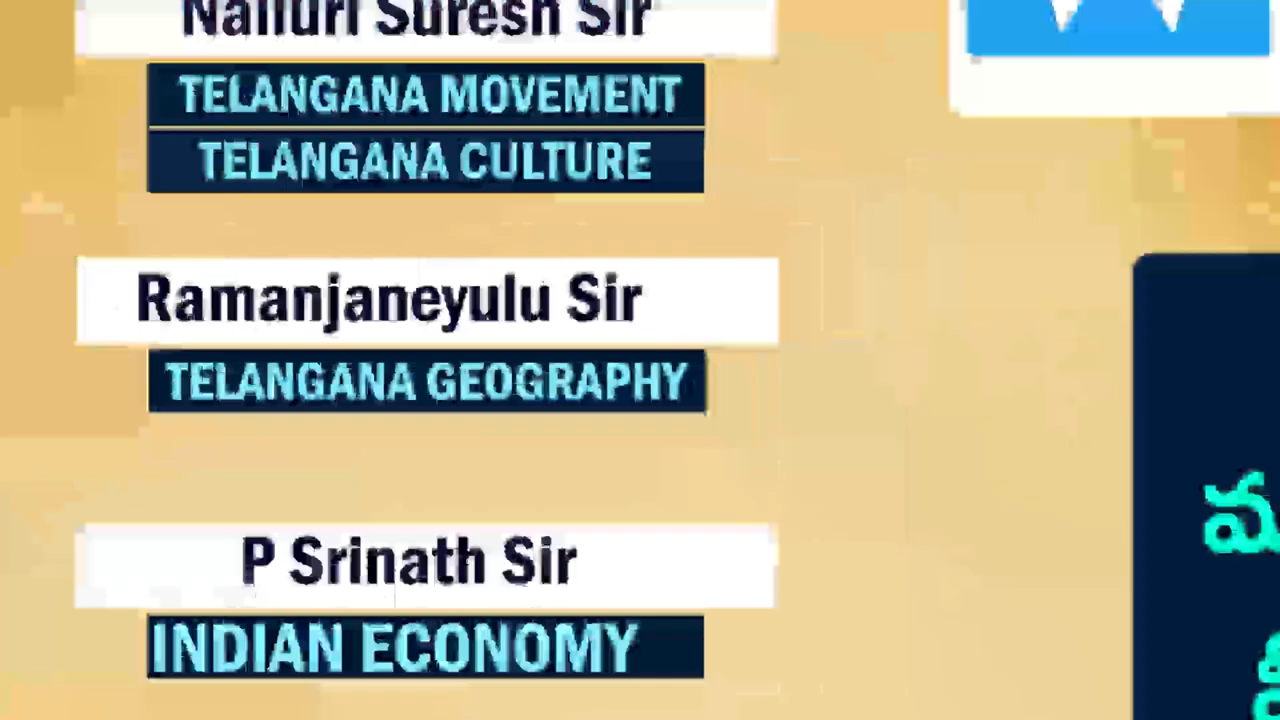 Nalluri Suresh Sir
TELANGANA MOVEMENT
TELANGANA CULTURE
Ramanjaneyulu Sir
TELANGANA GEOGRAPHY
P Srinath Sir
INDIAN ECONOMY